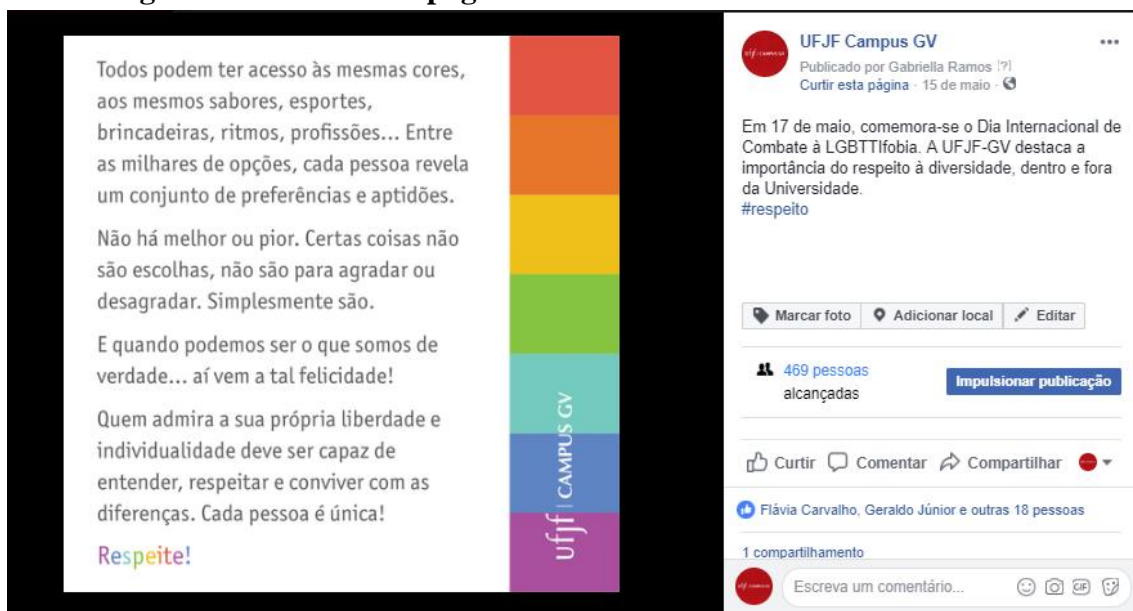 Todos podem ter acesso às mesmas cores,
aos mesmos sabores, esportes,
brincadeiras, ritmos, profissões... Entre
as milhares de opções, cada pessoa revela
um conjunto de preferências e aptidões.
Não há melhor ou pior. Certas coisas não
são escolhas, não são para agradar ou
desagradar. Simplesmente são.
E quando podemos ser o que somos de
verdade... aí vem a tal felicidade!
Quem admira a sua própria liberdade e
individualidade deve ser capaz de
entender, respeitar e conviver com as
diferenças. Cada pessoa é única!
Respeite!
ufjf | CAMPUS GV
UFJF Campus GV
Publicado por Gabriella Ramos [?]
Curtir esta página · 15 de maio ·
Em 17 de maio, comemora-se o Dia Internacional de
Combate à LGBTTIfobia. A UFJF-GV destaca a
importância do respeito à diversidade, dentro e fora
da Universidade.
#respeito
Marcar foto Adicionar local Editar
469 pessoas
alcançadas
Impulsionar publicação
Curtir Comentar Compartilhar
Flávia Carvalho, Geraldo Júnior e outras 18 pessoas
1 compartilhamento
Escreva um comentário... GIF